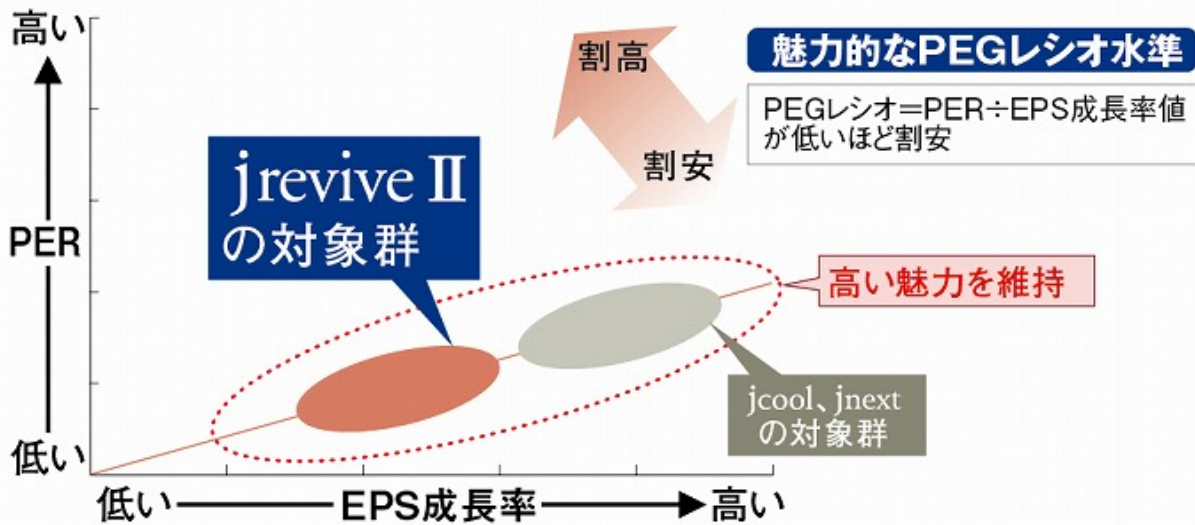 高い
PER
低い
低い
EPS成長率
高い
割高
割安
魅力的なPEGレシオ水準
PEGレシオ=PER÷EPS成長率値
が低いほど割安
jreviveⅡ
の対象群
高い魅力を維持
jcool、jnext
の対象群